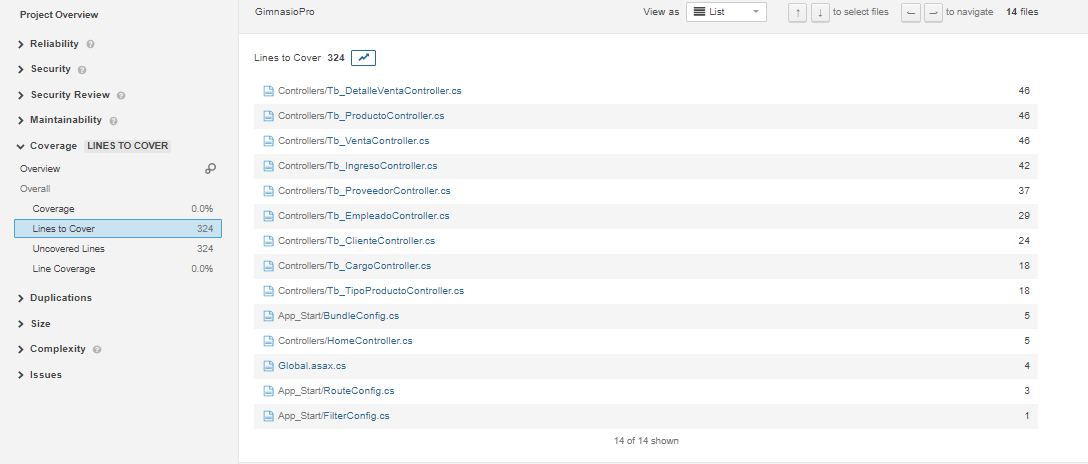 Project Overview
Reliability
Security
Security Review
Maintainability
Coverage LINES TO COVER
Overview
Overall
Coverage 0.0%
Lines to Cover 324
Uncovered Lines 324
Line Coverage 0.0%
Duplications
Size
Complexity
Issues
GimnasioPro View as List ↑ ↓ to select files ← → to navigate 14 files
Lines to Cover 324
Controllers/Tb_DetalleVentaController.cs 46
Controllers/Tb_ProductoController.cs 46
Controllers/Tb_VentaController.cs 46
Controllers/Tb_IngresoController.cs 42
Controllers/Tb_ProveedorController.cs 37
Controllers/Tb_EmpleadoController.cs 29
Controllers/Tb_ClienteController.cs 24
Controllers/Tb_CargoController.cs 18
Controllers/Tb_TipoProductoController.cs 18
App_Start/BundleConfig.cs 5
Controllers/HomeController.cs 5
Global.asax.cs 4
App_Start/RouteConfig.cs 3
App_Start/FilterConfig.cs 1
14 of 14 shown